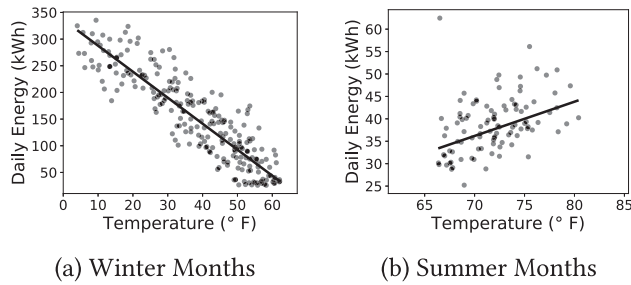 350
300
250
200
150
100
50
0 10 20 30 40 50 60
Daily Energy (kWh)
Temperature (° F)
(a) Winter Months
60
55
50
45
40
35
30
25
65 70 75 80 85
Daily Energy (kWh)
Temperature (° F)
(b) Summer Months